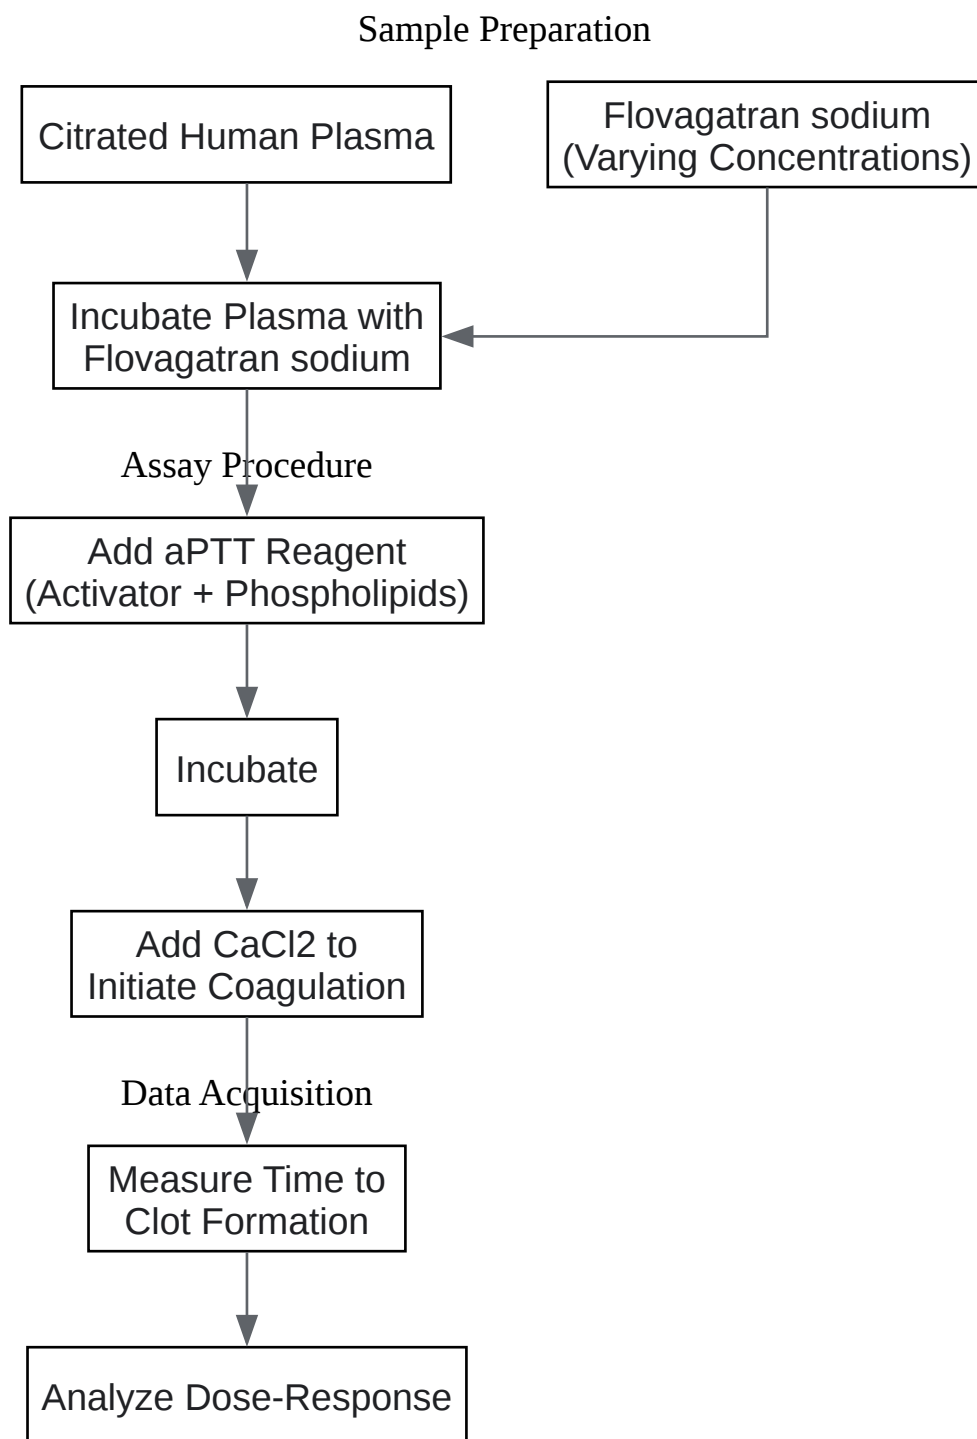 Sample Preparation
Citrated Human Plasma
Flovagatran sodium
(Varying Concentrations)
Incubate Plasma with
Flovagatran sodium
Assay Procedure
Add aPTT Reagent
(Activator + Phospholipids)
Incubate
Add CaCl2 to
Initiate Coagulation
Data Acquisition
Measure Time to
Clot Formation
Analyze Dose-Response